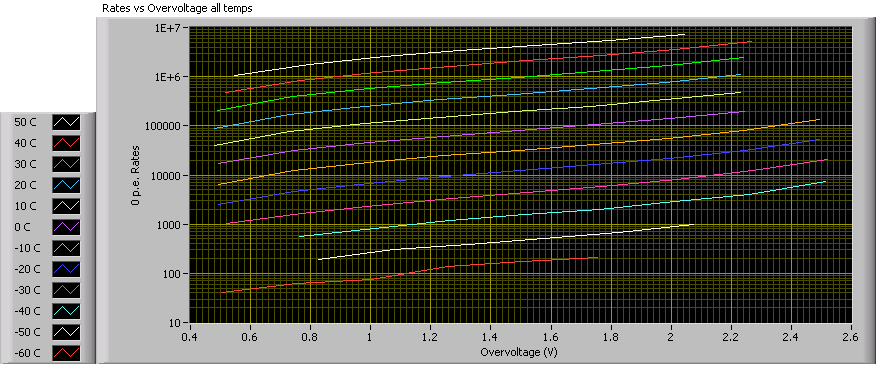 Rates vs Overvoltage all temps
50 C
40 C
30 C
20 C
10 C
0 C
-10 C
-20 C
-30 C
-40 C
-50 C
-60 C
0 p.e. Rates
1E+7
1E+6
100000
10000
1000
100
10
0.4 0.6 0.8 1 1.2 1.4 1.6 1.8 2 2.2 2.4 2.6
Overvoltage (V)